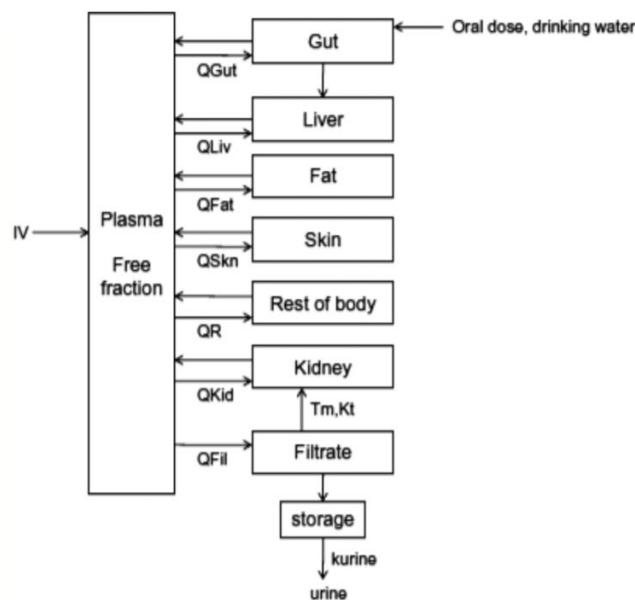 Gut
Oral dose, drinking water
QGut
Liver
QLiv
Fat
QFat
Plasma
IV
Skin
QSkn
Free
fraction
Rest of body
QR
Kidney
QKid
Tm,Kt
Filtrate
QFil
storage
kurine
urine